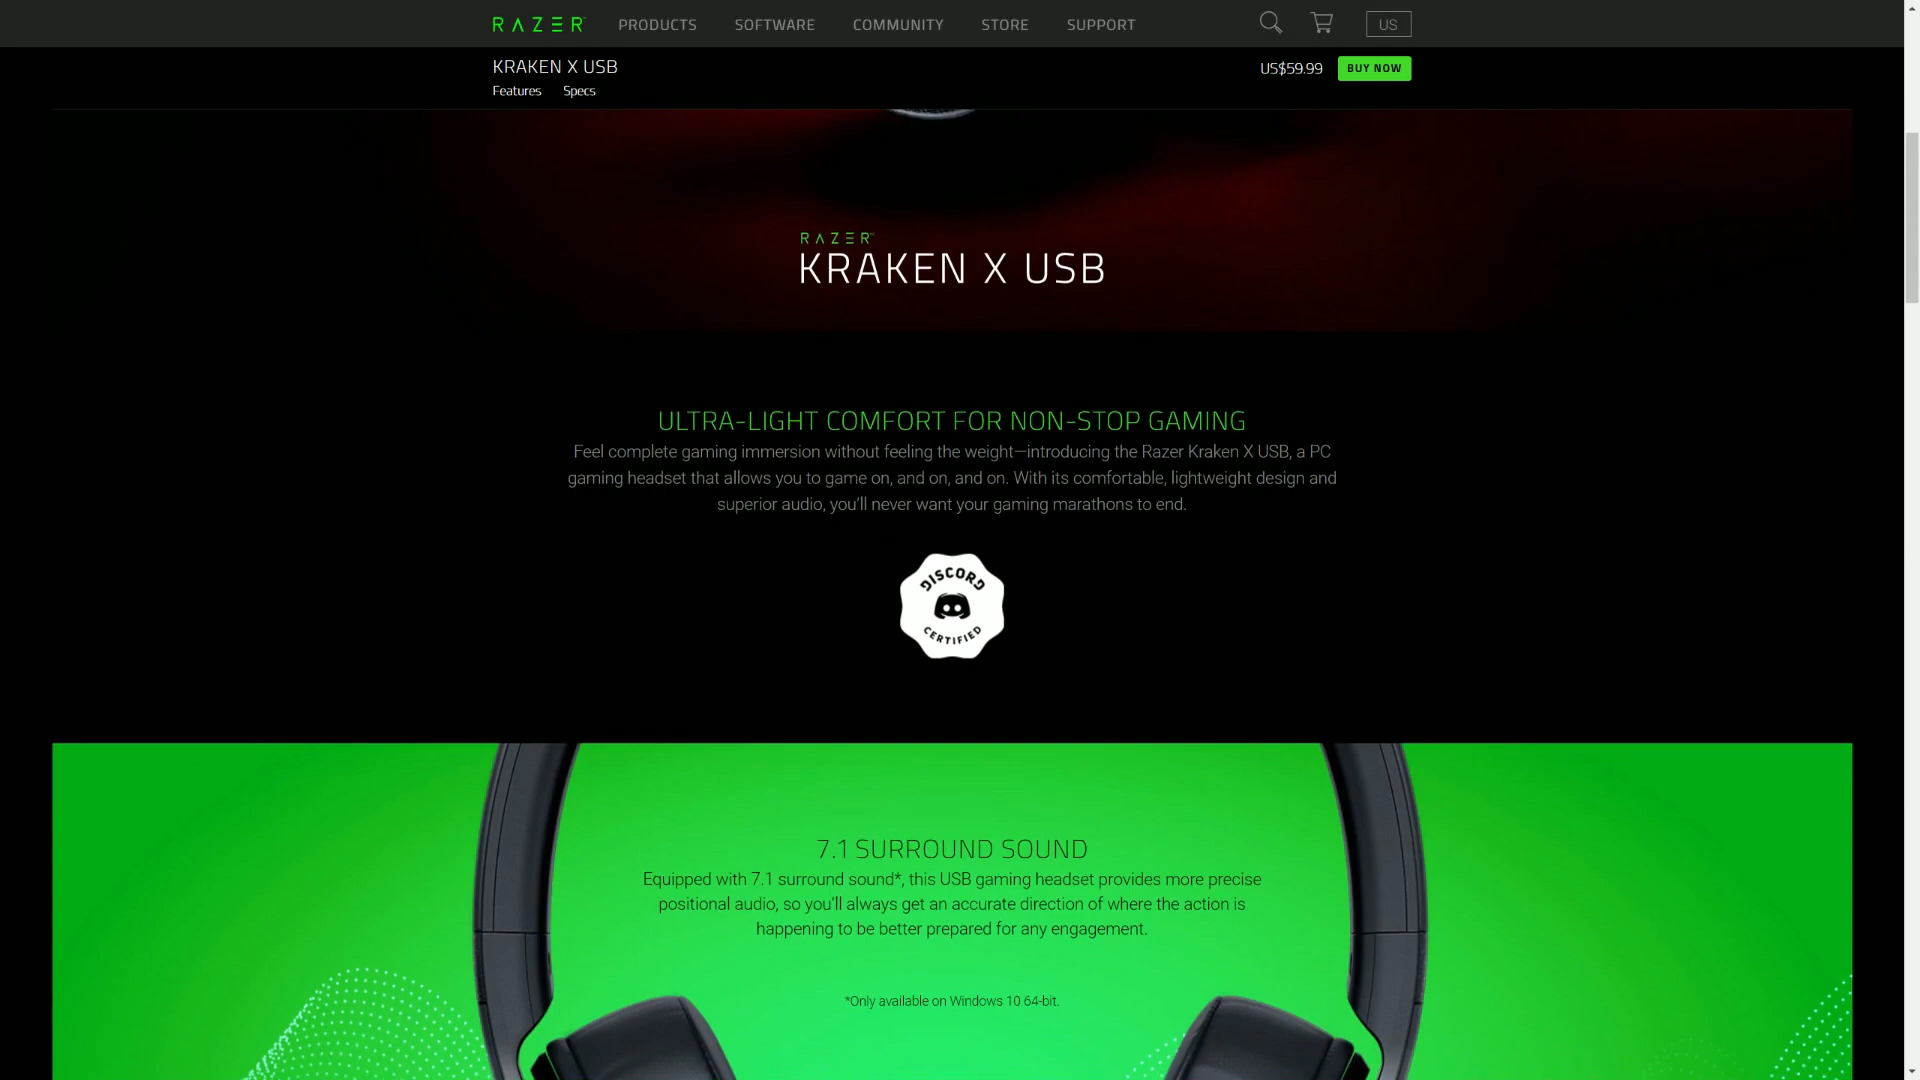 RAZER PRODUCTS SOFTWARE COMMUNITY STORE SUPPORT US
KRAKEN X USB
US$59.99 BUY NOW
Features Specs
RAZER™
KRAKEN X USB
ULTRA-LIGHT COMFORT FOR NON-STOP GAMING
Feel complete gaming immersion without feeling the weight—introducing the Razer Kraken X USB, a PC
gaming headset that allows you to game on, and on, and on. With its comfortable, lightweight design and
superior audio, you’ll never want your gaming marathons to end.
DISCORD
CERTIFIED
7.1 SURROUND SOUND
Equipped with 7.1 surround sound*, this USB gaming headset provides more precise
positional audio, so you’ll always get an accurate direction of where the action is
happening to be better prepared for any engagement.
*Only available on Windows 10 64-bit.